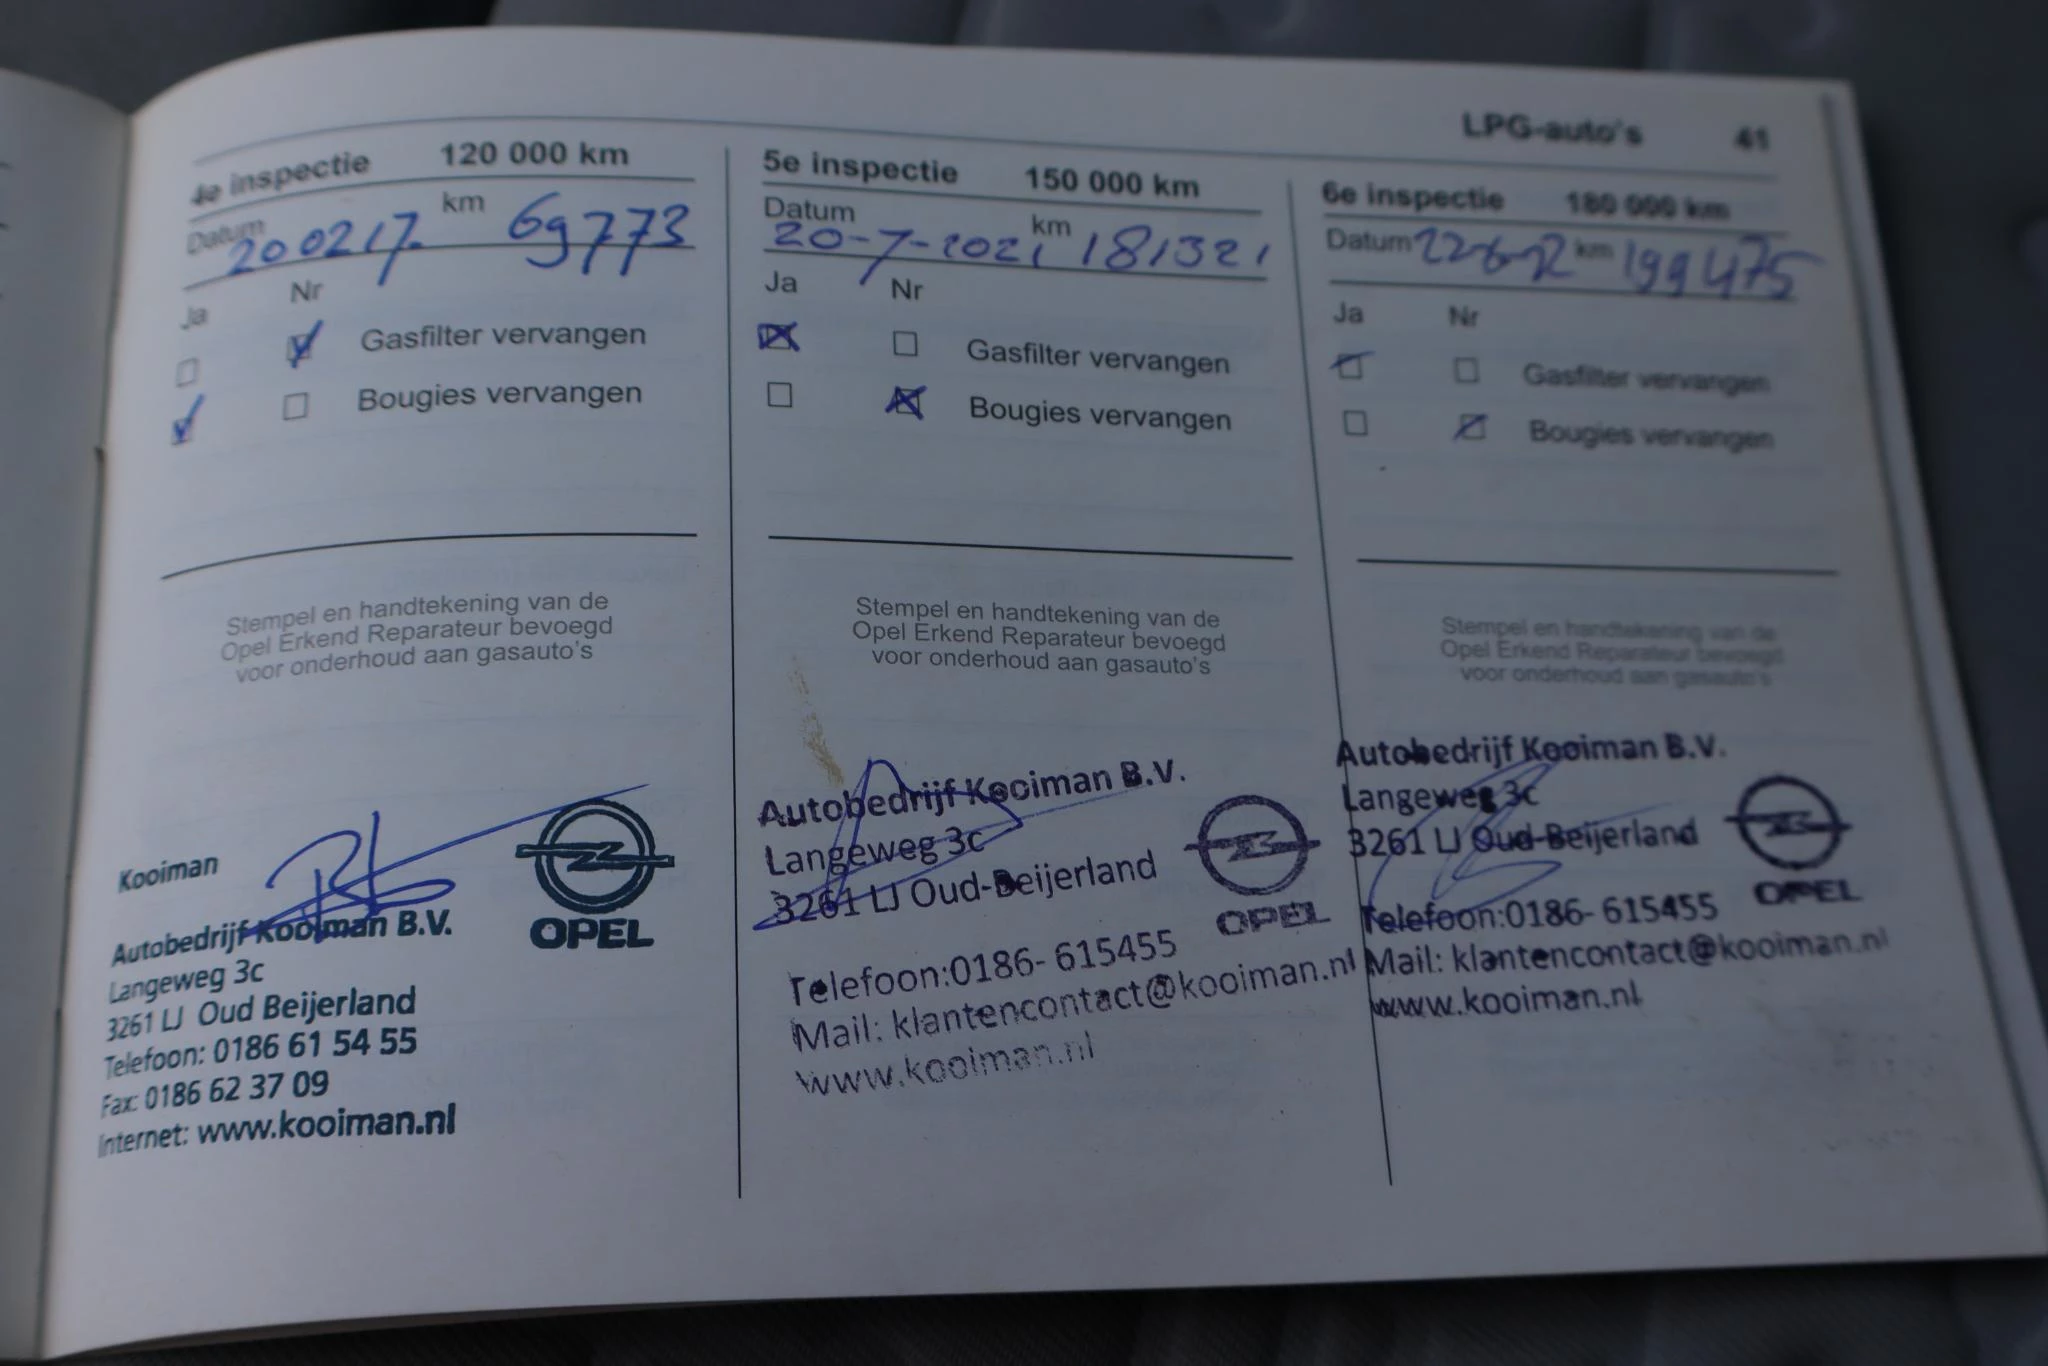 LPG-auto's 41
4e inspectie 120 000 km
Datum 200217 km 69773
Ja Nr
Gasfilter vervangen
Bougies vervangen
Stempel en handtekening van de
Opel Erkend Reparateur bevoegd
voor onderhoud aan gasauto's
Kooiman
OPEL
Autobedrijf Kooiman B.V.
Langeweg 3c
3261 LJ Oud Beijerland
Telefoon: 0186 61 54 55
Fax: 0186 62 37 09
Internet: www.kooiman.nl
5e inspectie 150 000 km
Datum 20-7-2021 km 181321
Ja Nr
Gasfilter vervangen
Bougies vervangen
Stempel en handtekening van de
Opel Erkend Reparateur bevoegd
voor onderhoud aan gasauto's
Autobedrijf Kooiman B.V.
Langeweg 3c
3261 LJ Oud-Beijerland
OPEL
Telefoon:0186- 615455
Mail: klantencontact@kooiman.nl
www.kooiman.nl
6e inspectie 180 000 km
Datum km 199475
Ja Nr
Gasfilter vervangen
Bougies vervangen
Stempel en handtekening van de
Opel Erkend Reparateur bevoegd
voor onderhoud aan gasauto's
Autobedrijf Kooiman B.V.
Langeweg 3c
3261 LJ Oud-Beijerland
OPEL
Telefoon:0186- 615455
Mail: klantencontact@kooiman.nl
www.kooiman.nl